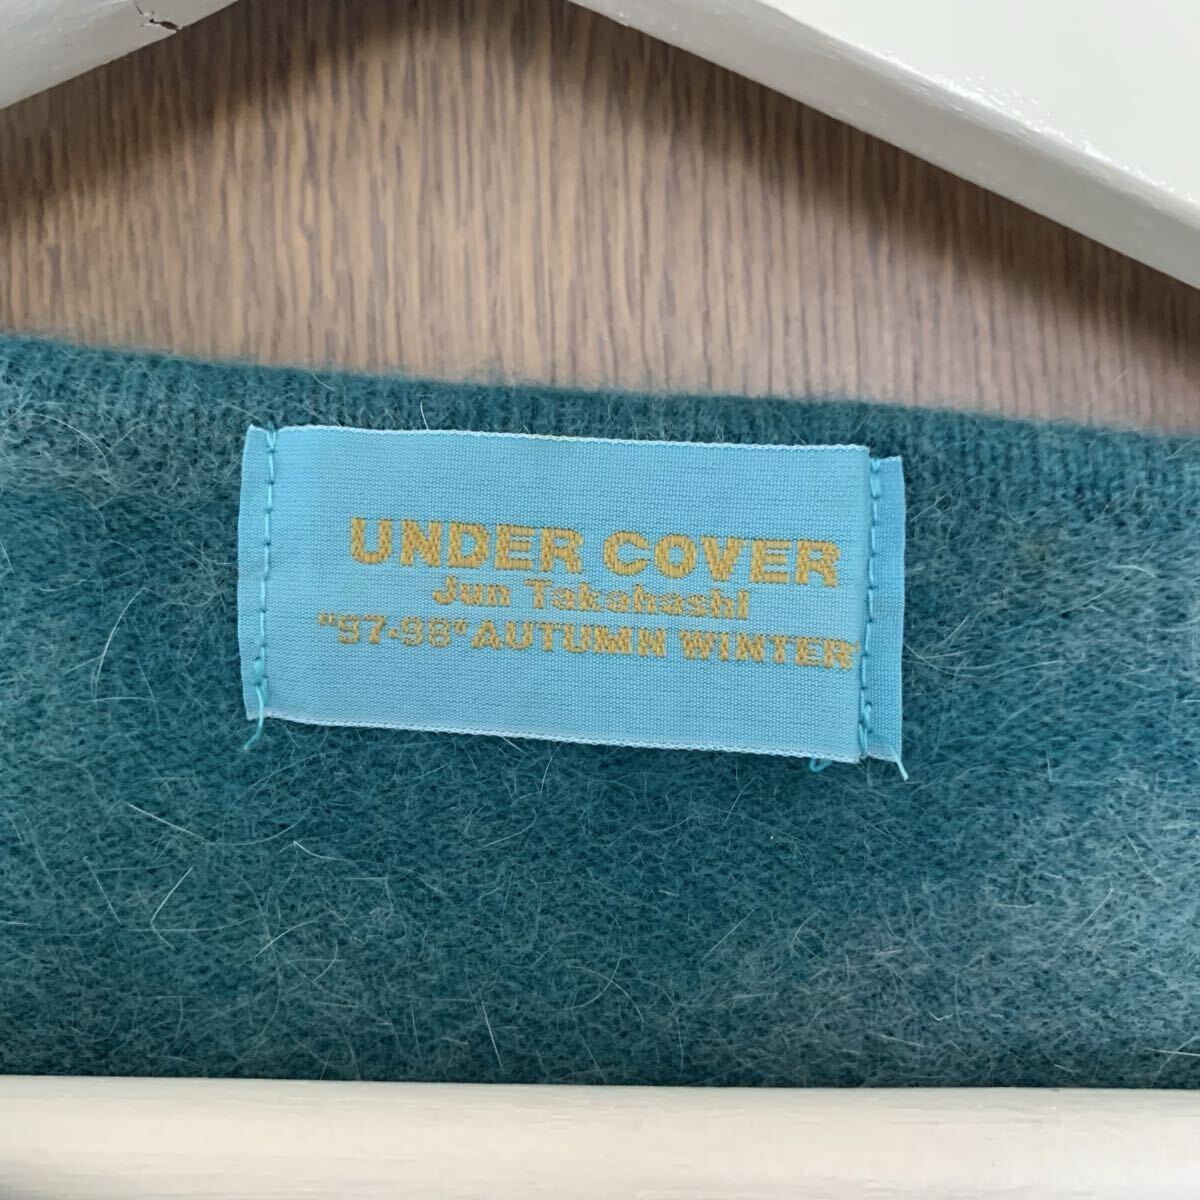 UNDER COVER
Jun Takahashi
"97-98" AUTUMN WINTER"